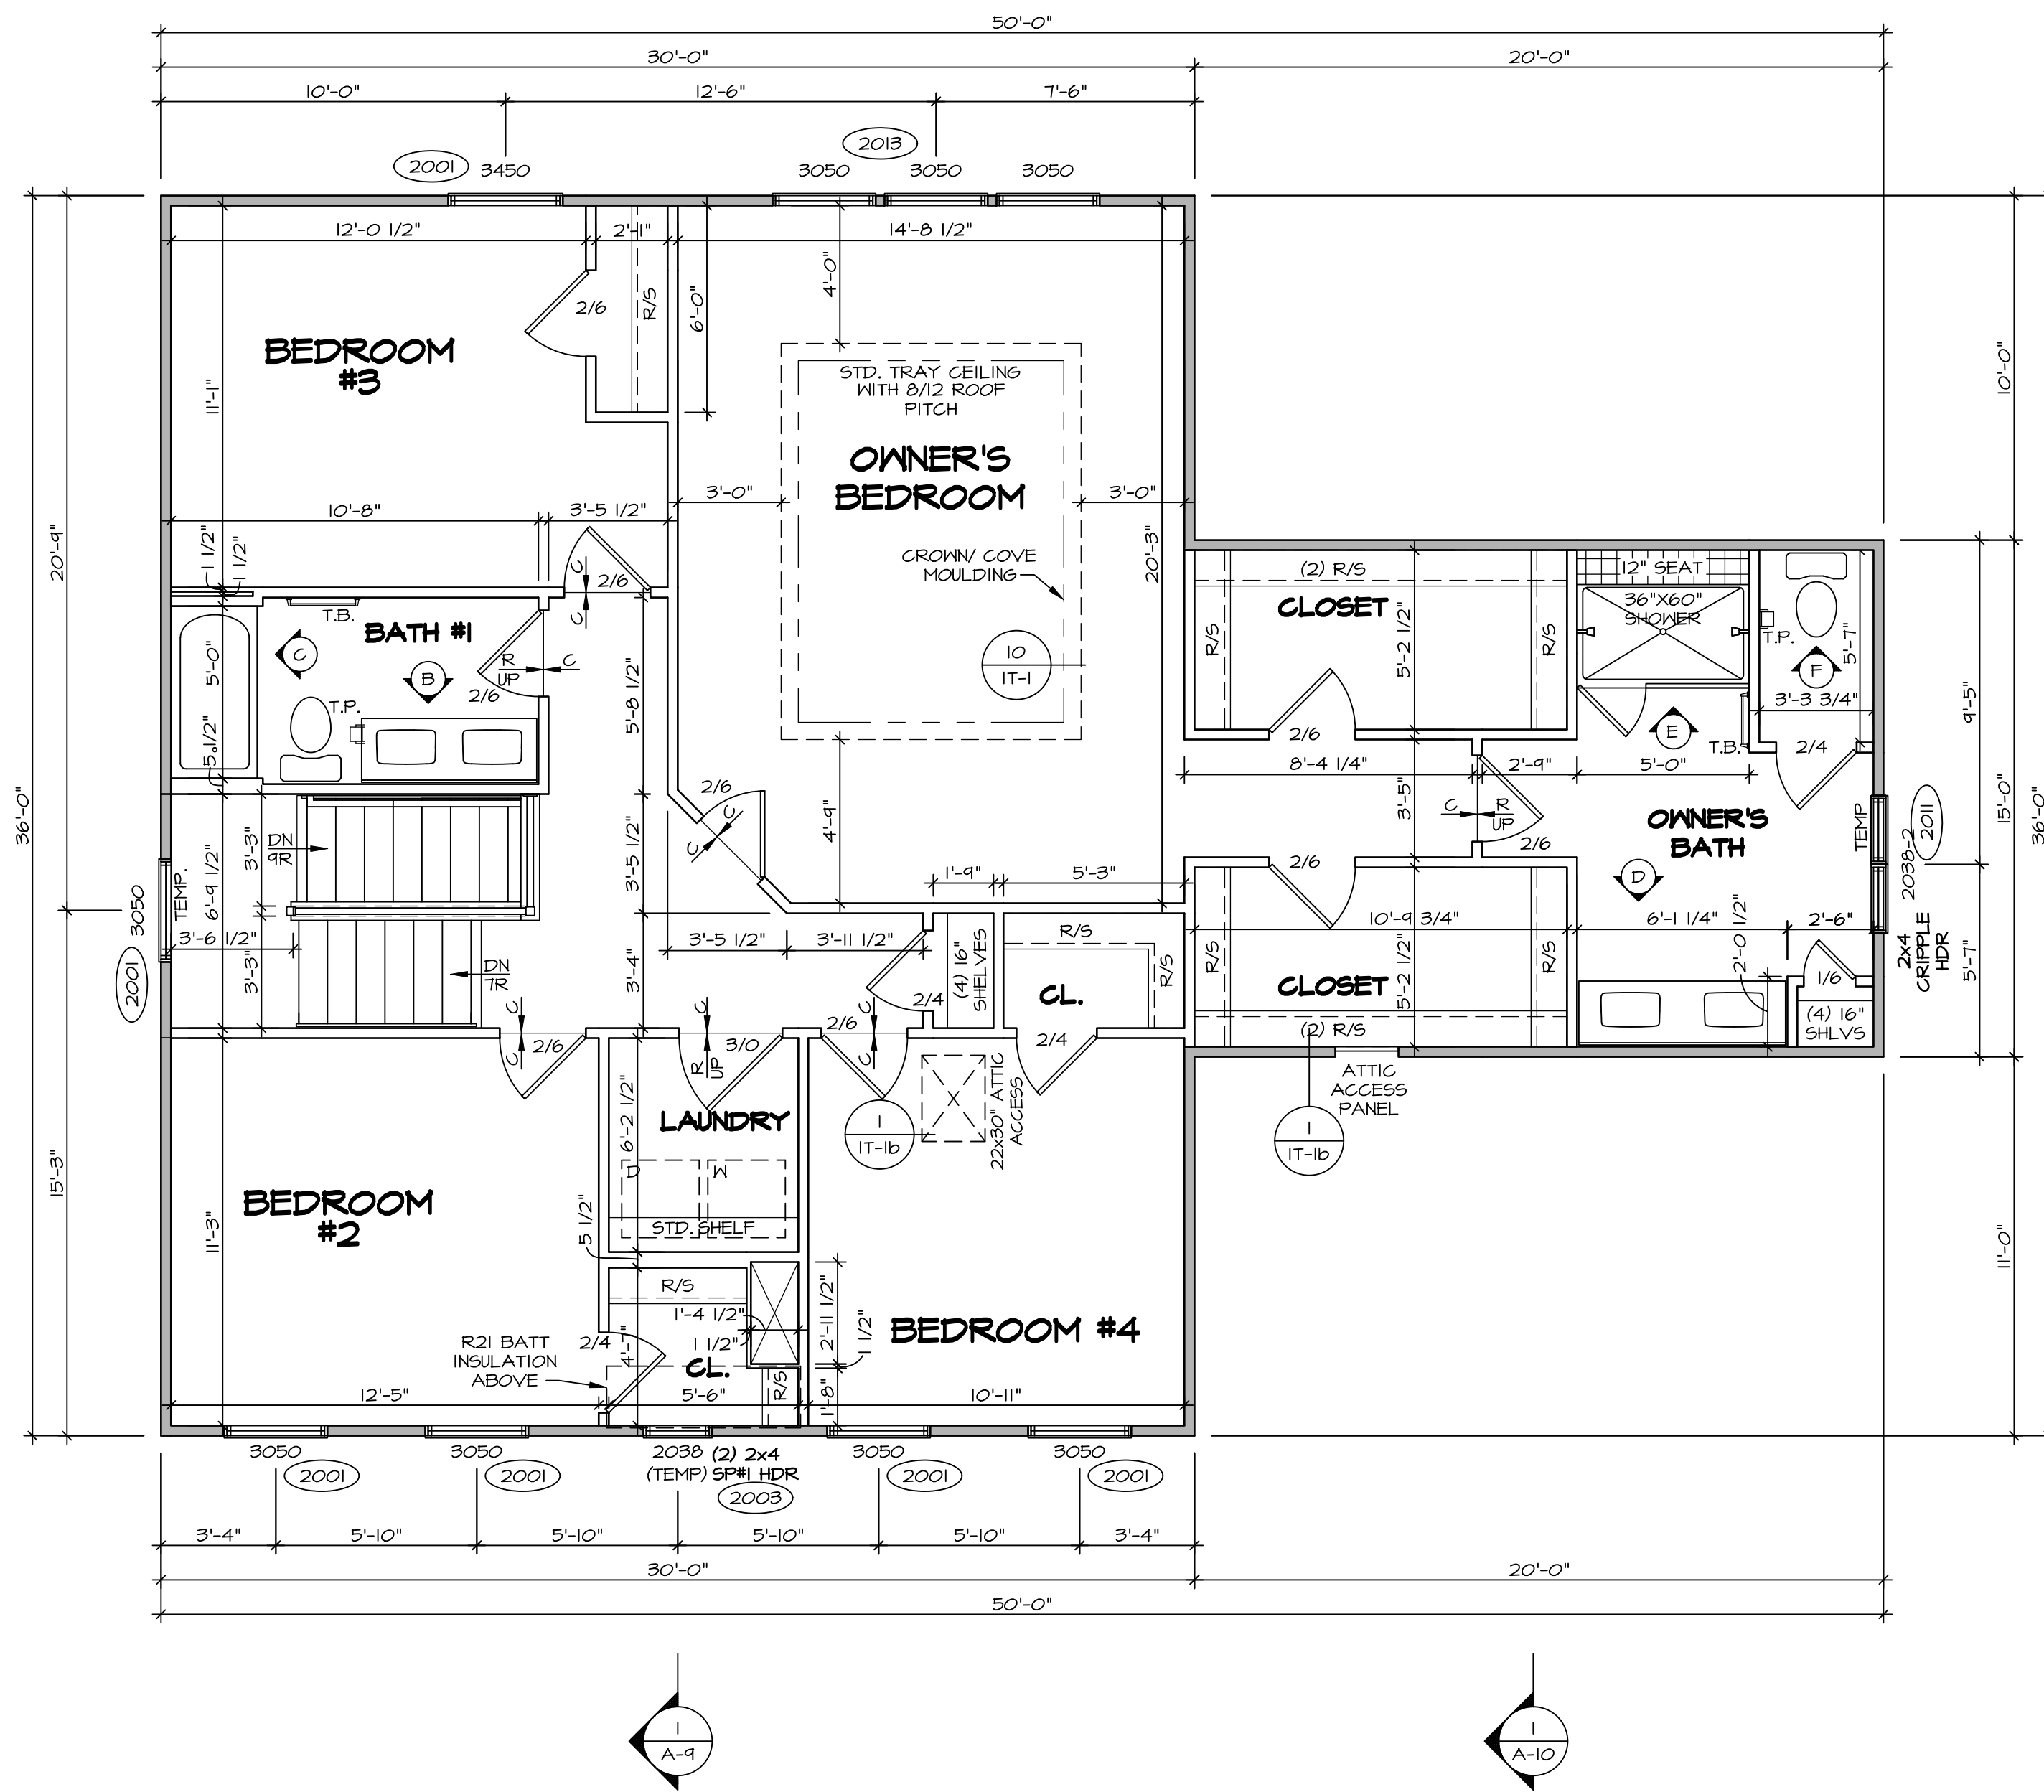 50'-0"
30'-0" 20'-0"
10'-0" 12'-6" 7'-6"
2001 3450 2013
3050 3050 3050
12'-0 1/2" 2'-1" 14'-8 1/2"
2/6 R/S 6'-0" 4'-0"
BEDROOM
#3
11'-1"
STD. TRAY CEILING
WITH 8/12 ROOF
PITCH
OWNER'S
BEDROOM
10'-0"
36'-0"
20'-9"
3'-0" 3'-0"
10'-8" 3'-5 1/2"
1 1/2" 1 1/2"
20'-3"
CROWN/ COVE
MOULDING
C 2/6 C
T.B.
BATH #1
C B
R
UP
C
2/6
5'-0"
T.P.
5 1/2"
5'-8 1/2"
10
1T-1
(2) R/S
CLOSET
R/S R/S
5'-2 1/2"
12" SEAT
36"X60"
SHOWER
T.P.
F
5'-7"
3'-3 3/4"
9'-5"
E
T.B.
2/4
2/6
8'-4 1/4" 2'-9" 5'-0"
3'-5"
C
R
UP
2/6
OWNER'S
BATH
D
TEMP
2038-2
2011
15'-0"
36'-0"
2x4
CRIPPLE
HDR
5'-7"
2/6
C C
4'-9"
1'-9" 5'-3"
2/6
10'-9 3/4" 6'-1 1/4" 2'-6"
2'-0 1/2"
1/6
(4) 16"
SHLVS
CLOSET
R/S R/S
5'-2 1/2"
(2) R/S
DN
9R
3'-3"
6'-9 1/2"
3050
TEMP.
2001
3'-6 1/2"
3'-3"
DN
7R
3'-5 1/2"
3'-4"
3'-5 1/2" 3'-11 1/2"
(4) 16"
SHELVES
2/4
R/S
CL.
R/S
2/4
C C 2/6
C C 3/0
R
UP
2/6 C C
LAUNDRY
6'-2 1/2"
D W
STD. SHELF
1
1T-1b
22x30" ATTIC
ACCESS
ATTIC
ACCESS
PANEL
1
1T-1b
11'-0"
15'-3"
BEDROOM
#2
11'-3"
5 1/2"
R/S
1'-4 1/2"
1 1/2"
2'-11 1/2"
1 1/2"
BEDROOM #4
R21 BATT
INSULATION
ABOVE
2/4
4'-7"
CL.
R/S
1'-8"
12'-5" 5'-6" 10'-11"
3050 3050 2038 (2) 2x4 3050 3050
2001 2001 (TEMP) SP#1 HDR 2001 2001
2003
3'-4" 5'-10" 5'-10" 5'-10" 5'-10" 3'-4"
30'-0" 20'-0"
50'-0"
1
A-9
1
A-10